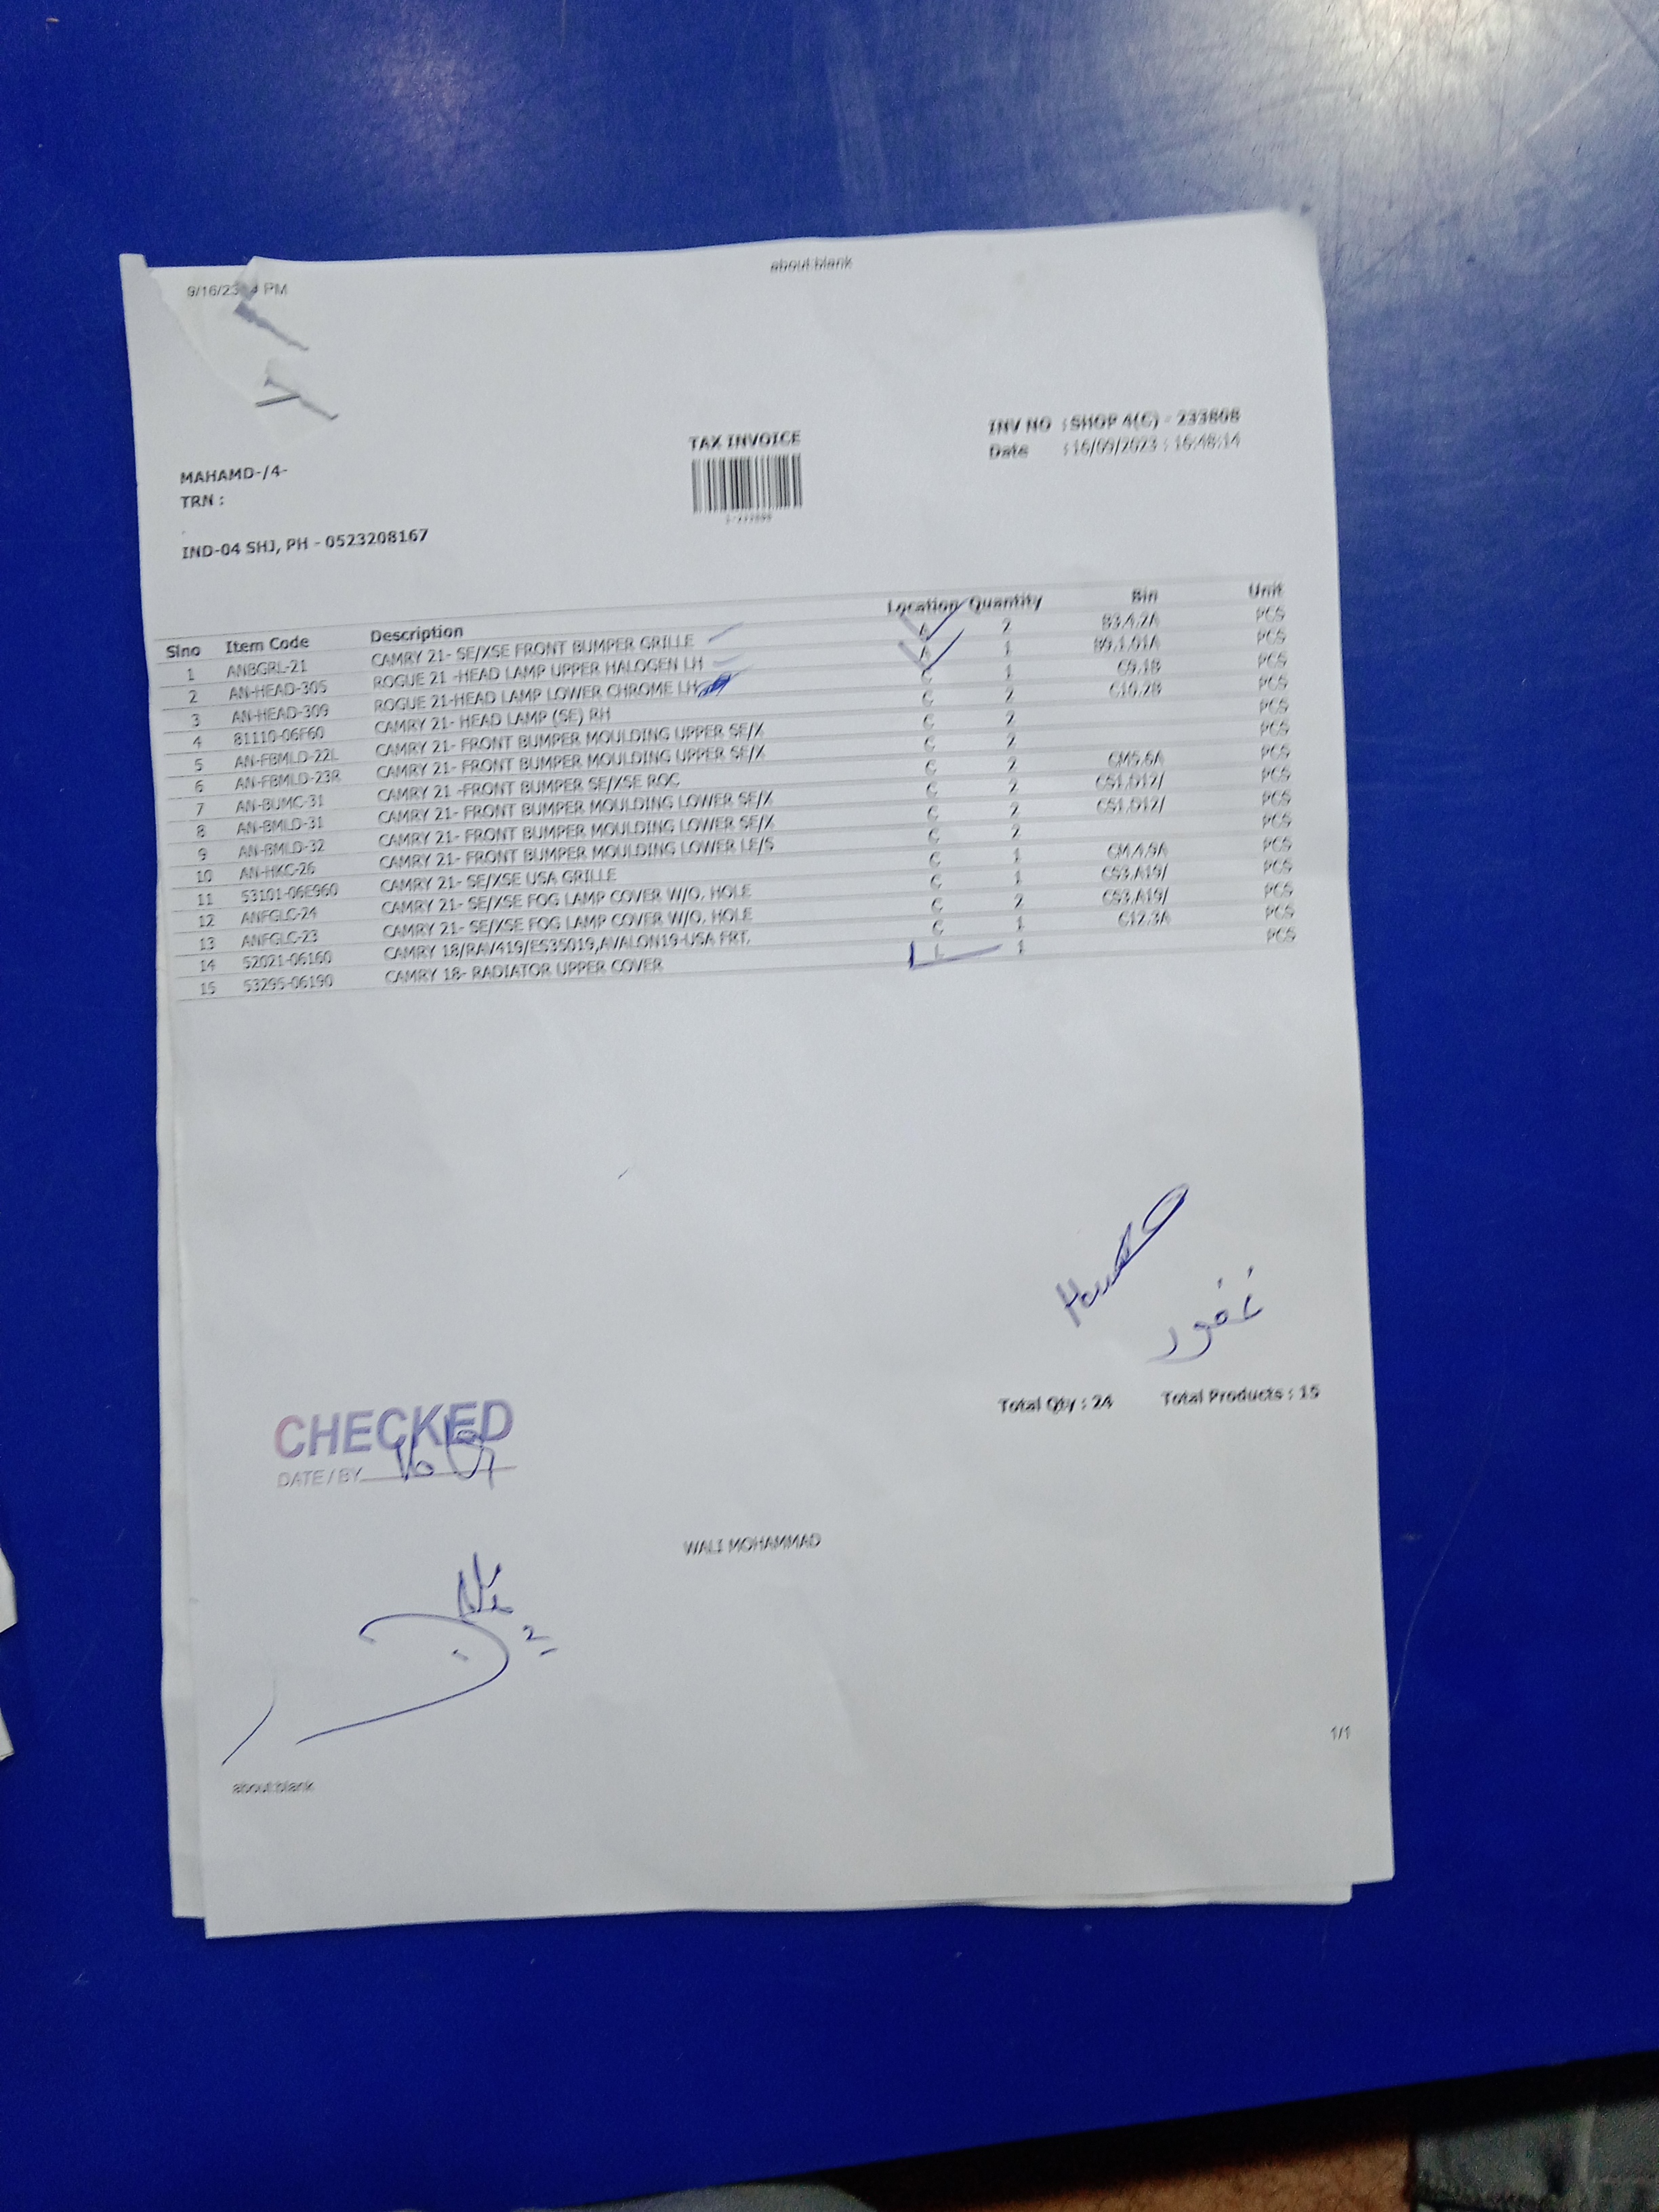 about:blank
9/16/23 PM
TAX INVOICE
INV NO : SHOP 4(C) - 233808
Date : 16/09/2023 : 16:48:14
MAHAMD-/4-
TRN :
.
IND-04 SHJ, PH - 0523208167
Slno Item Code Description Location Quantity Bin Unit
1 ANBGRL-21 CAMRY 21- SE/XSE FRONT BUMPER GRILLE A 2 B3.4.2A PCS
2 AN-HEAD-305 ROGUE 21 -HEAD LAMP UPPER HALOGEN LH A 1 B9.1.01A PCS
3 AN-HEAD-309 ROGUE 21-HEAD LAMP LOWER CHROME LH C 1 C9.1B PCS
4 81110-06F60 CAMRY 21- HEAD LAMP (SE) RH C 2 C10.2B PCS
5 AN-FBMLD-22L CAMRY 21- FRONT BUMPER MOULDING UPPER SE/X C 2 PCS
6 AN-FBMLD-23R CAMRY 21- FRONT BUMPER MOULDING UPPER SE/X C 2 PCS
7 AN-BUMC-31 CAMRY 21 -FRONT BUMPER SE/XSE ROC C 2 CM5.6A PCS
8 AN-BMLD-31 CAMRY 21- FRONT BUMPER MOULDING LOWER SE/X C 2 CS1.D12/ PCS
9 AN-BMLD-32 CAMRY 21- FRONT BUMPER MOULDING LOWER SE/X C 2 CS1.D12/ PCS
10 AN-HKC-26 CAMRY 21- FRONT BUMPER MOULDING LOWER LE/S C 2 PCS
11 53101-06E960 CAMRY 21- SE/XSE USA GRILLE C 1 CM.4.9A PCS
12 ANFGLC-24 CAMRY 21- SE/XSE FOG LAMP COVER W/O. HOLE C 1 CS3.A19/ PCS
13 ANFGLC-23 CAMRY 21- SE/XSE FOG LAMP COVER W/O. HOLE C 2 CS3.A19/ PCS
14 52021-06160 CAMRY 18/RAV419/ES35019,AVALON19-USA FRT. C 1 C12.3A PCS
15 53295-06190 CAMRY 18- RADIATOR UPPER COVER L 1 PCS
غفور
Total Qty : 24 Total Products : 15
CHECKED
DATE / BY
WALI MOHAMMAD
2
1/1
about:blank